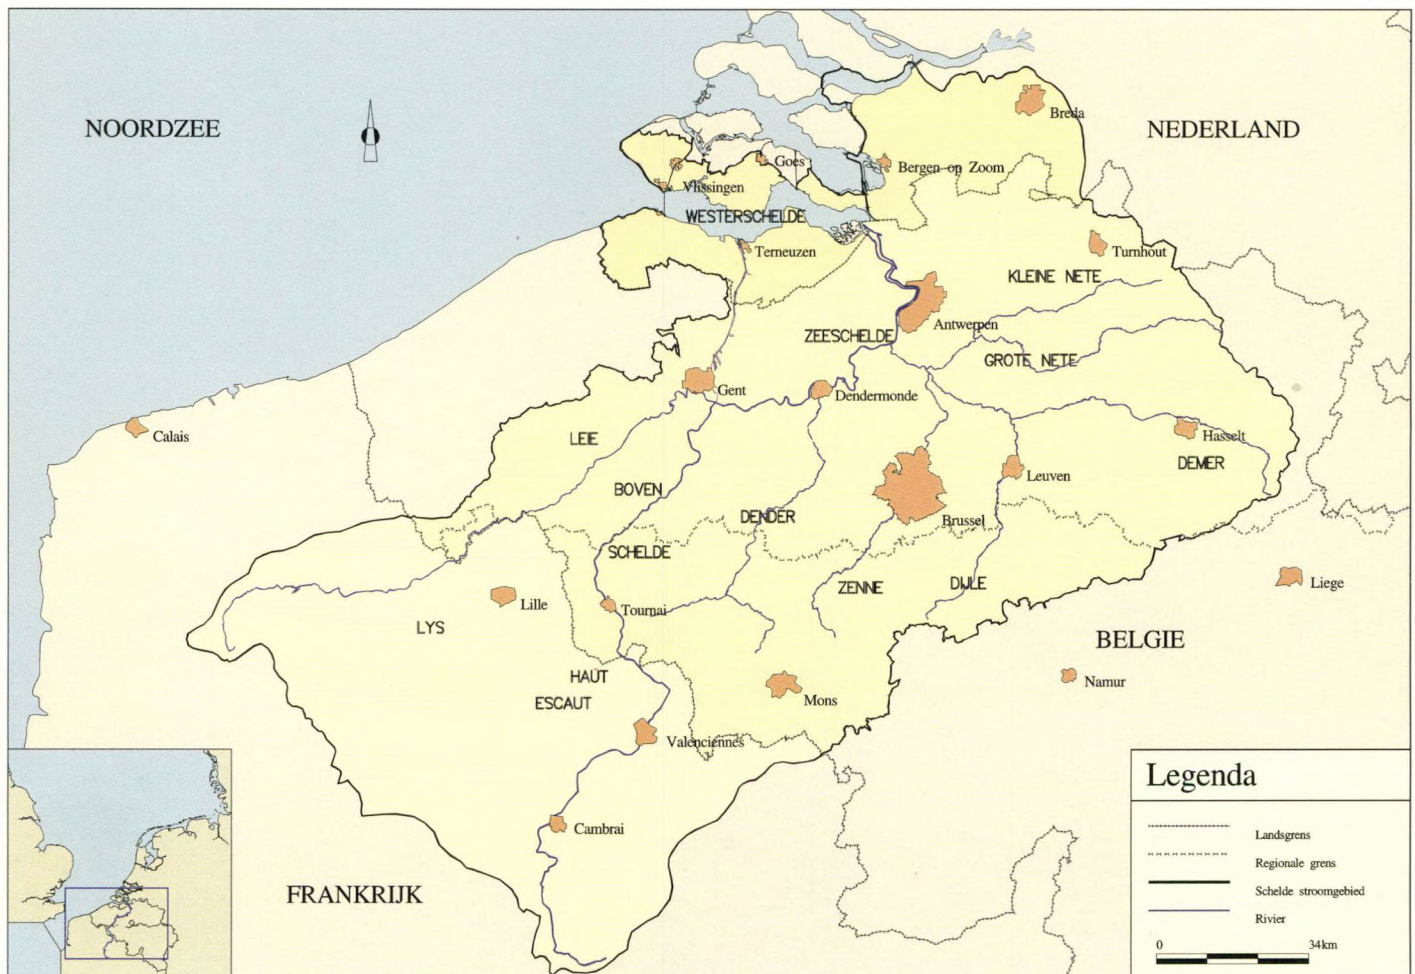 NOORDZEE
NEDERLAND
Breda
Goes
Bergen op Zoom
Vlissingen
WESTERSCHELDE
Terneuzen
Turnhout
KLEINE NETE
Antwerpen
ZEESCHELDE
GROTE NETE
Gent
Dendermonde
Calais
LEIE
Hasselt
DEMER
Leuven
BOVEN
SCHELDE
DENDER
Brussel
ZENNE
DIJLE
Liege
Lille
Tournai
LYS
BELGIE
HAUT
ESCAUT
Namur
Mons
Valenciennes
Cambrai
FRANKRIJK
Legenda
Landsgrens
Regionale grens
Schelde stroomgebied
Rivier
0 34km